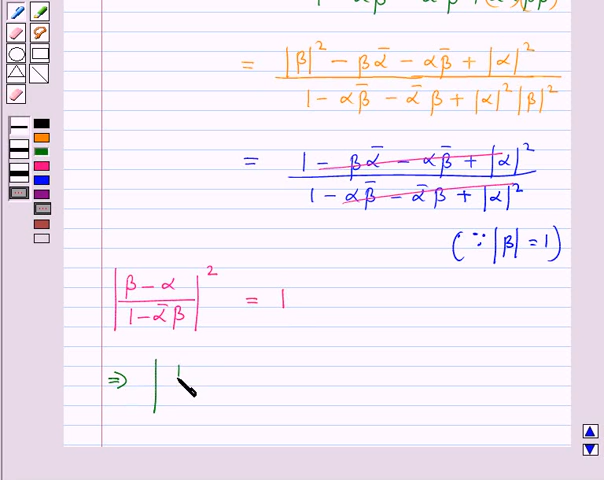 = |β|² − βᾱ − αβ̄ + |α|² / 1 − αβ̄ − ᾱβ + |α|²|β|²
= 1 − βᾱ − αβ̄ + |α|² / 1 − αβ̄ − ᾱβ + |α|²
(∵ |β| = 1)
|β − α / 1 − ᾱβ|² = 1
⇒ |